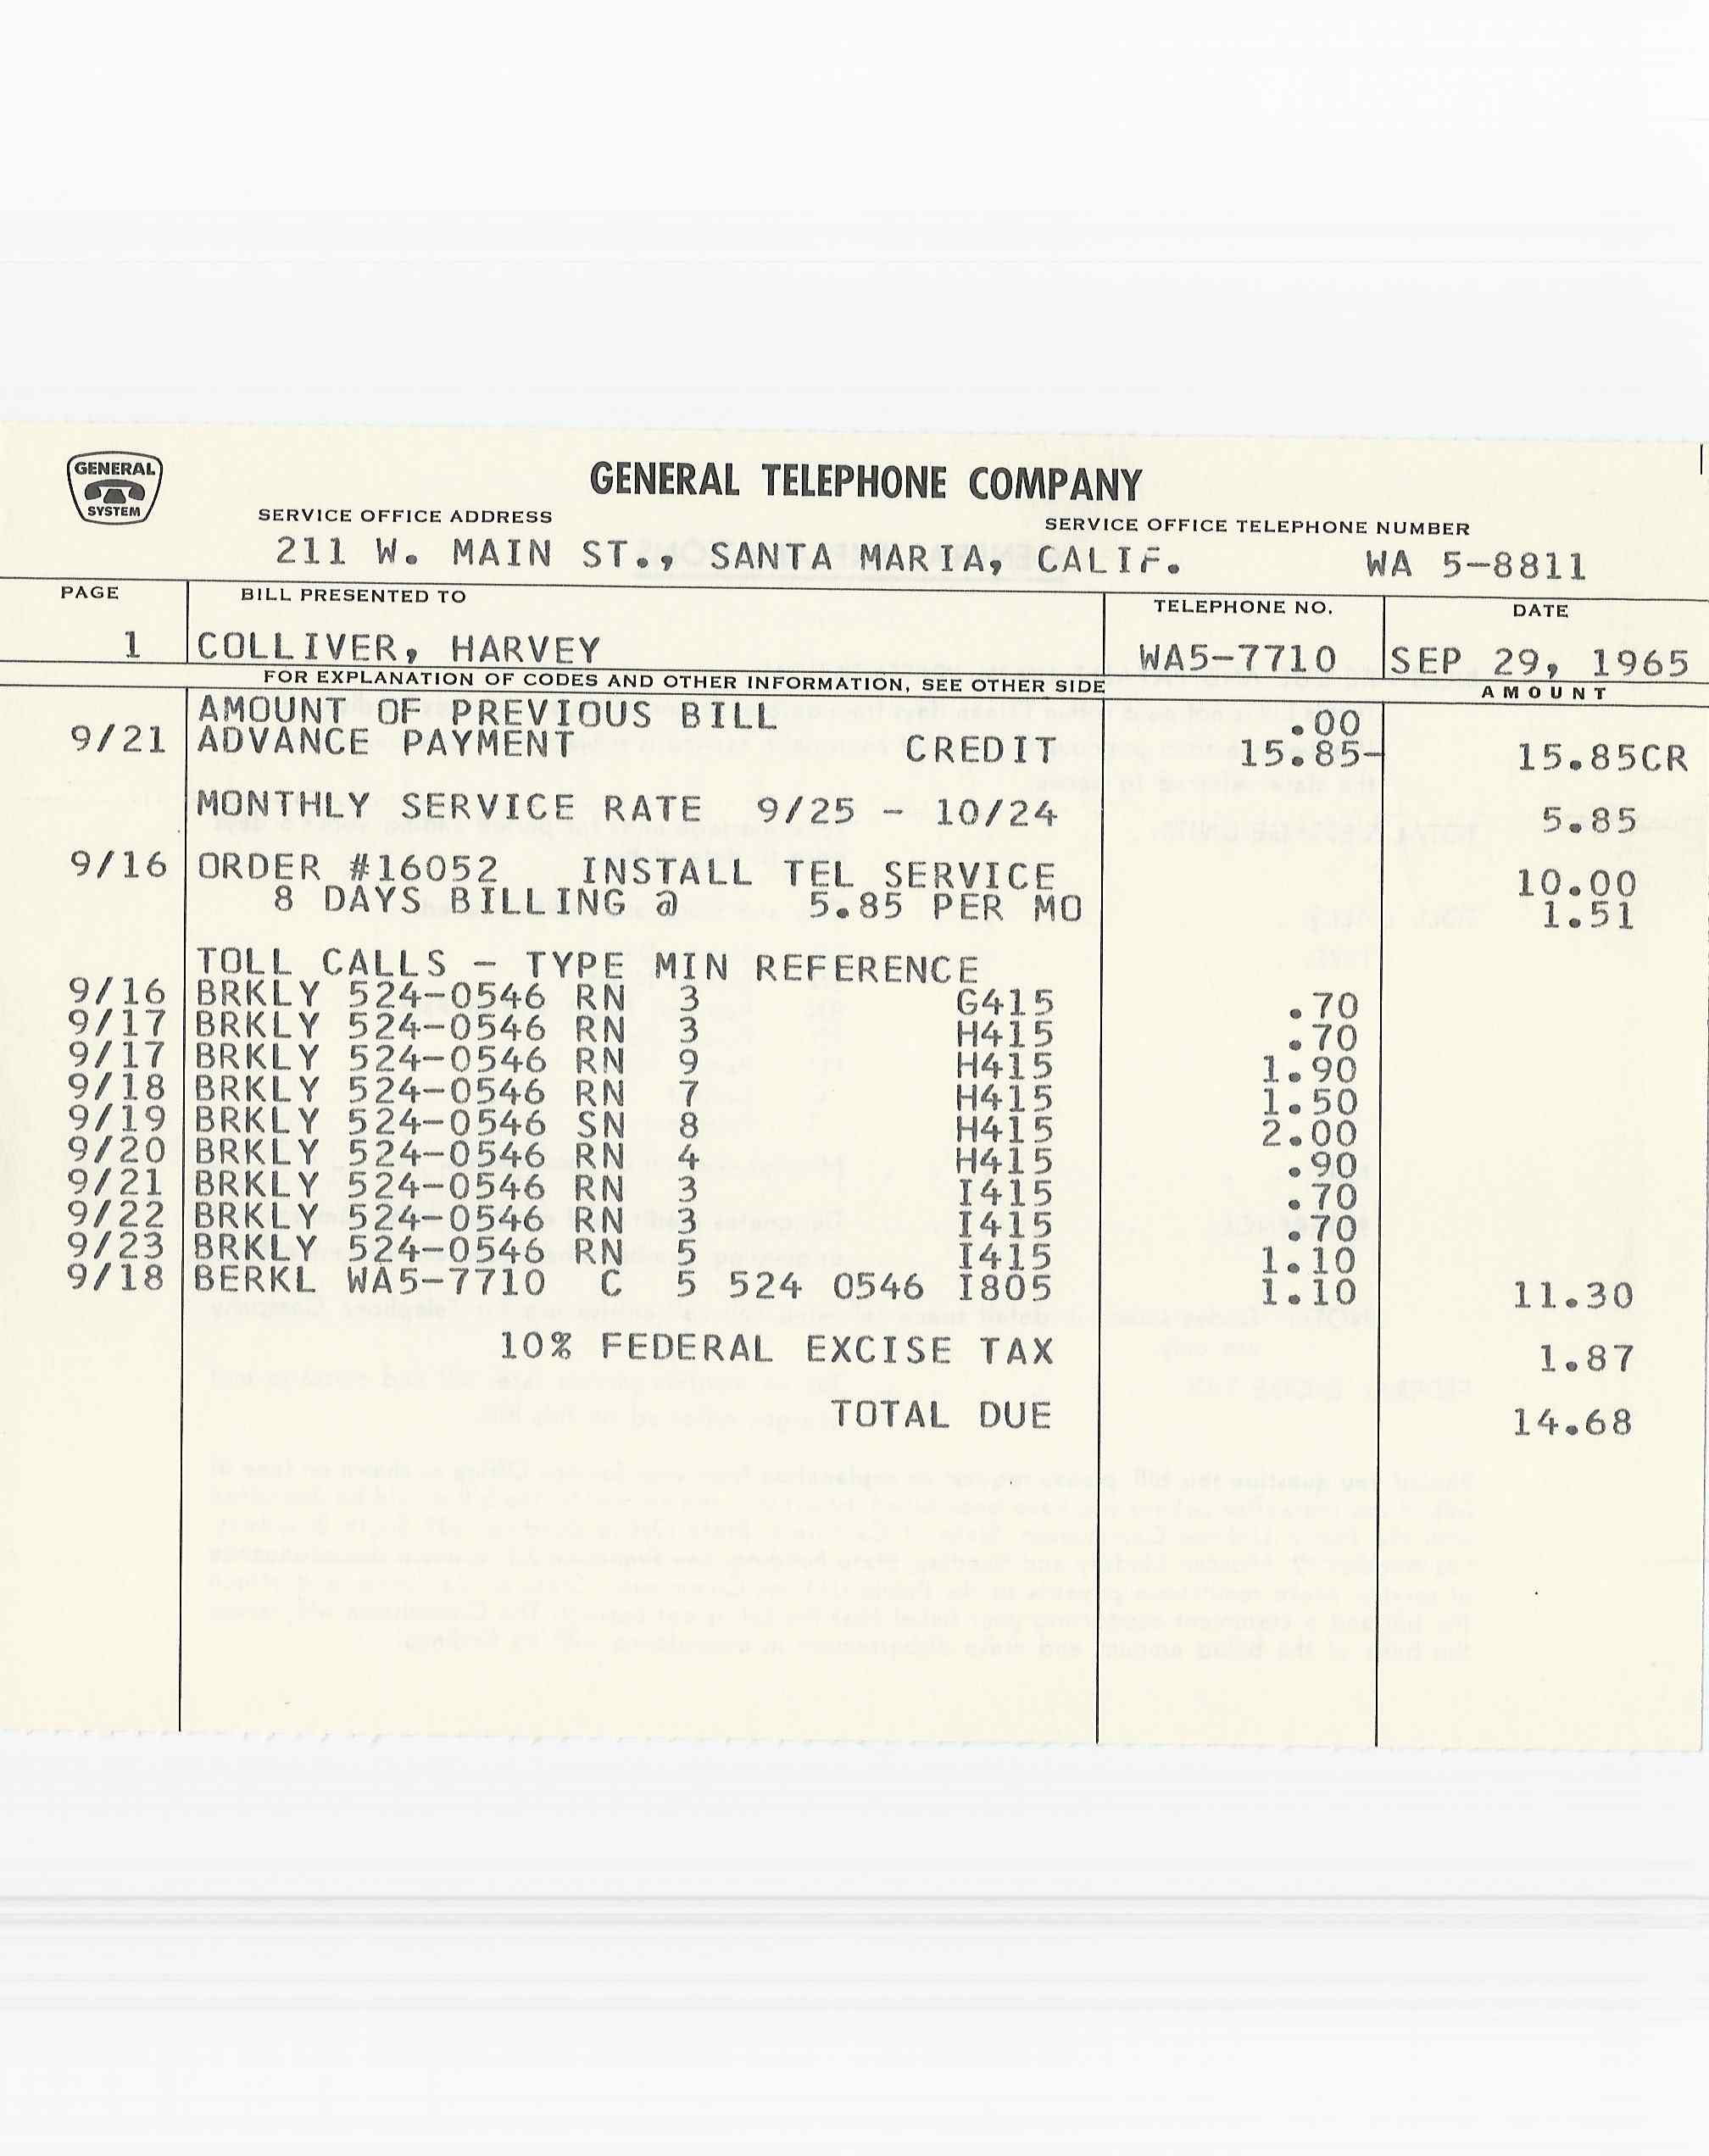 GENERAL
SYSTEM
GENERAL TELEPHONE COMPANY
SERVICE OFFICE ADDRESS SERVICE OFFICE TELEPHONE NUMBER
211 W. MAIN ST., SANTA MARIA, CALIF. WA 5-8811
PAGE BILL PRESENTED TO TELEPHONE NO. DATE
1 COLLIVER, HARVEY WA5-7710 SEP 29, 1965
FOR EXPLANATION OF CODES AND OTHER INFORMATION, SEE OTHER SIDE AMOUNT
AMOUNT OF PREVIOUS BILL .00
9/21 ADVANCE PAYMENT CREDIT 15.85- 15.85CR
MONTHLY SERVICE RATE 9/25 - 10/24 5.85
9/16 ORDER #16052 INSTALL TEL SERVICE 10.00
8 DAYS BILLING @ 5.85 PER MO 1.51
TOLL CALLS - TYPE MIN REFERENCE
9/16 BRKLY 524-0546 RN 3 G415 .70
9/17 BRKLY 524-0546 RN 3 H415 .70
9/17 BRKLY 524-0546 RN 9 H415 1.90
9/18 BRKLY 524-0546 RN 7 H415 1.50
9/19 BRKLY 524-0546 SN 8 H415 2.00
9/20 BRKLY 524-0546 RN 4 H415 .90
9/21 BRKLY 524-0546 RN 3 I415 .70
9/22 BRKLY 524-0546 RN 3 I415 .70
9/23 BRKLY 524-0546 RN 5 I415 1.10
9/18 BERKL WA5-7710 C 5 524 0546 I805 1.10 11.30
10% FEDERAL EXCISE TAX 1.87
TOTAL DUE 14.68